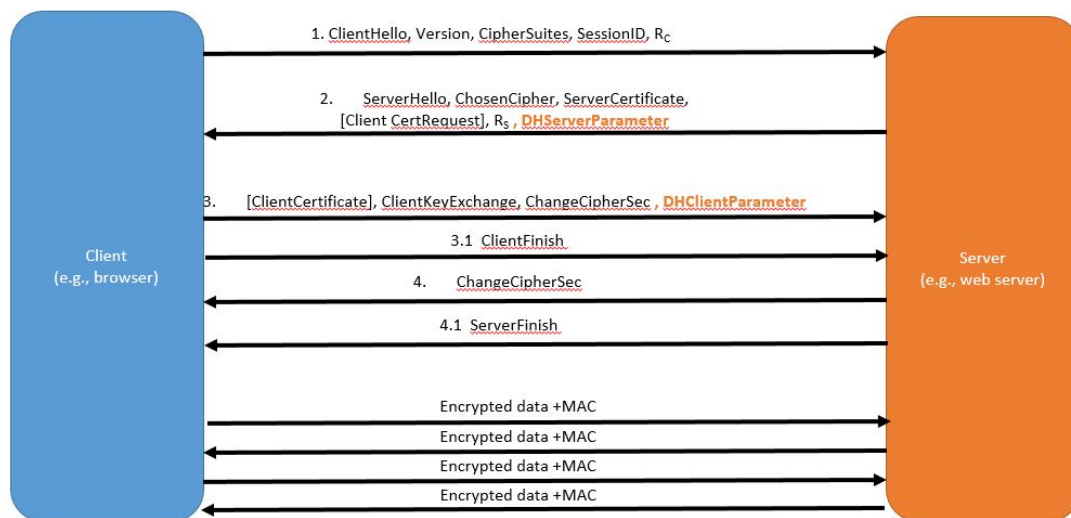 1. ClientHello, Version, CipherSuites, SessionID, RC
2. ServerHello, ChosenCipher, ServerCertificate,
[Client CertRequest], RS , DHServerParameter
3. [ClientCertificate], ClientKeyExchange, ChangeCipherSec , DHClientParameter
3.1 ClientFinish
Client
(e.g., browser)
Server
(e.g., web server)
4. ChangeCipherSec
4.1 ServerFinish
Encrypted data +MAC
Encrypted data +MAC
Encrypted data +MAC
Encrypted data +MAC